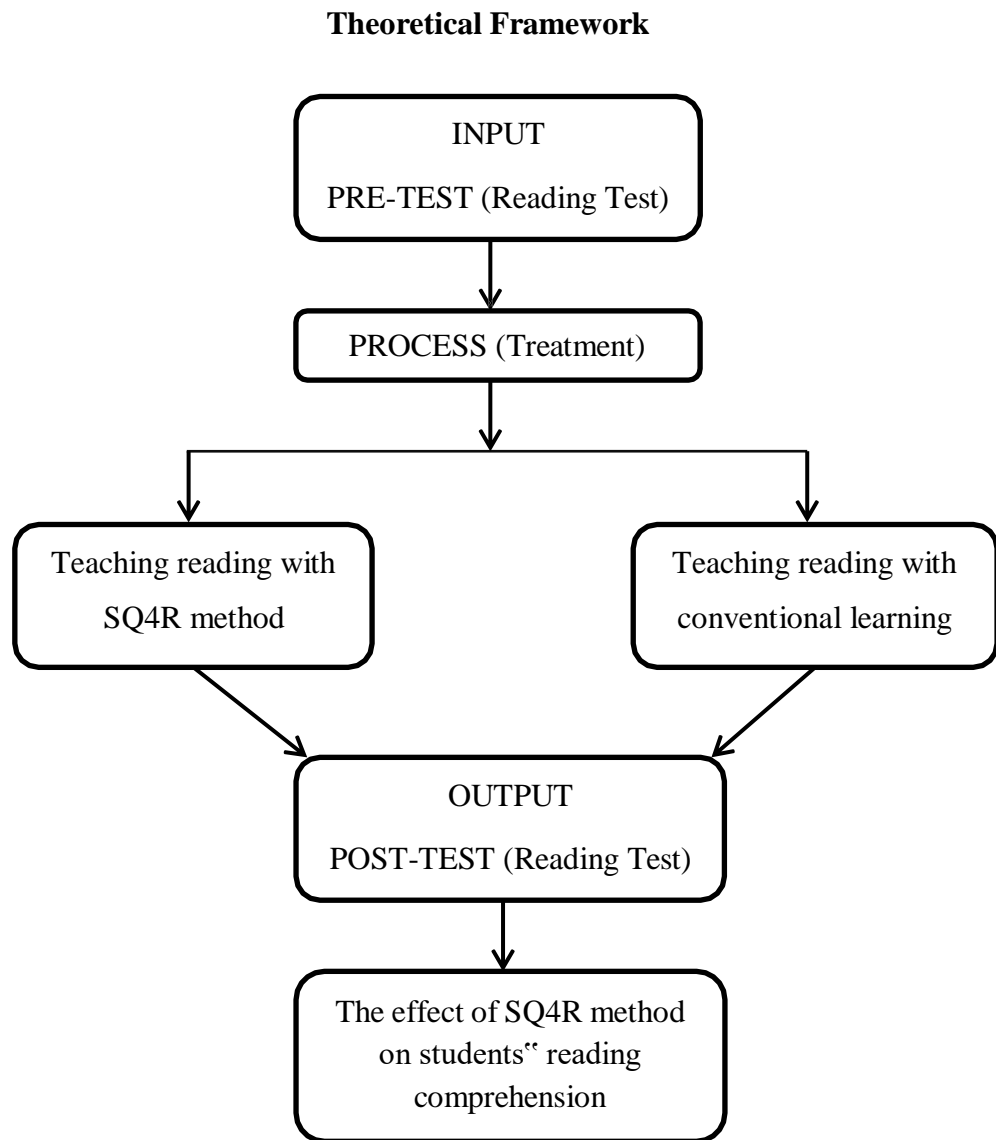 Theoretical Framework
INPUT
PRE-TEST (Reading Test)
PROCESS (Treatment)
Teaching reading with
SQ4R method
Teaching reading with
conventional learning
OUTPUT
POST-TEST (Reading Test)
The effect of SQ4R method
on students‟ reading
comprehension